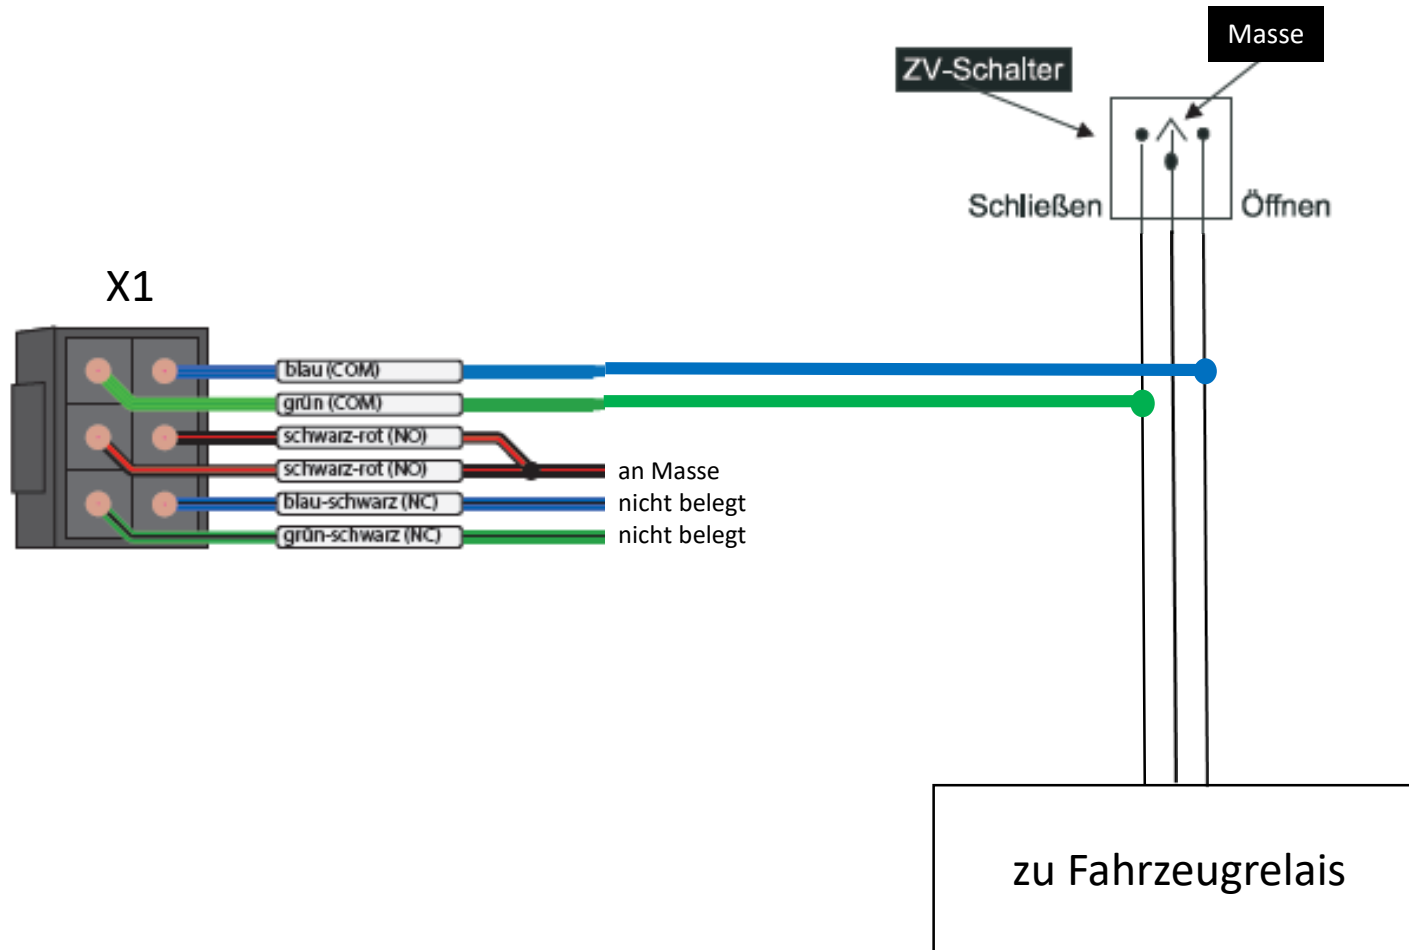 Masse
ZV-Schalter
Schließen
Öffnen
X1
blau (COM)
grün (COM)
schwarz-rot (NO)
schwarz-rot (NO)
an Masse
blau-schwarz (NC)
nicht belegt
grün-schwarz (NC)
nicht belegt
zu Fahrzeugrelais